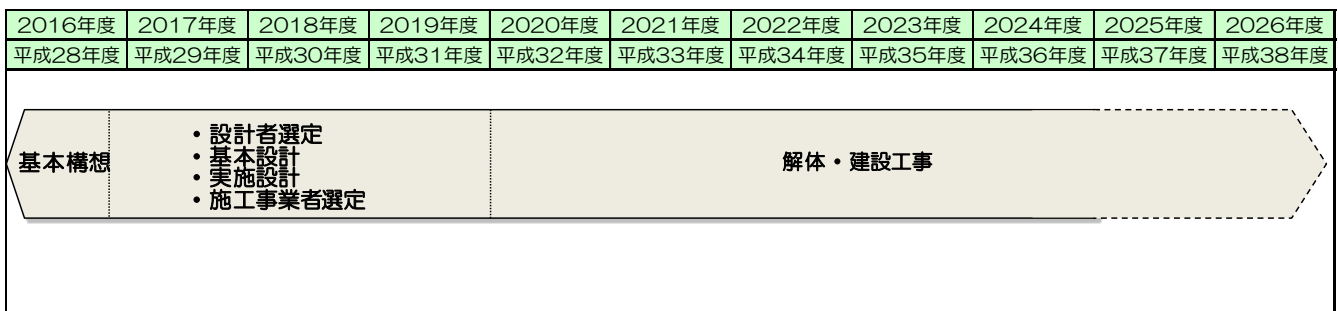 2016年度 2017年度 2018年度 2019年度 2020年度 2021年度 2022年度 2023年度 2024年度 2025年度 2026年度
平成28年度 平成29年度 平成30年度 平成31年度 平成32年度 平成33年度 平成34年度 平成35年度 平成36年度 平成37年度 平成38年度
基本構想
・設計者選定
・基本設計
・実施設計
・施工事業者選定
解体・建設工事